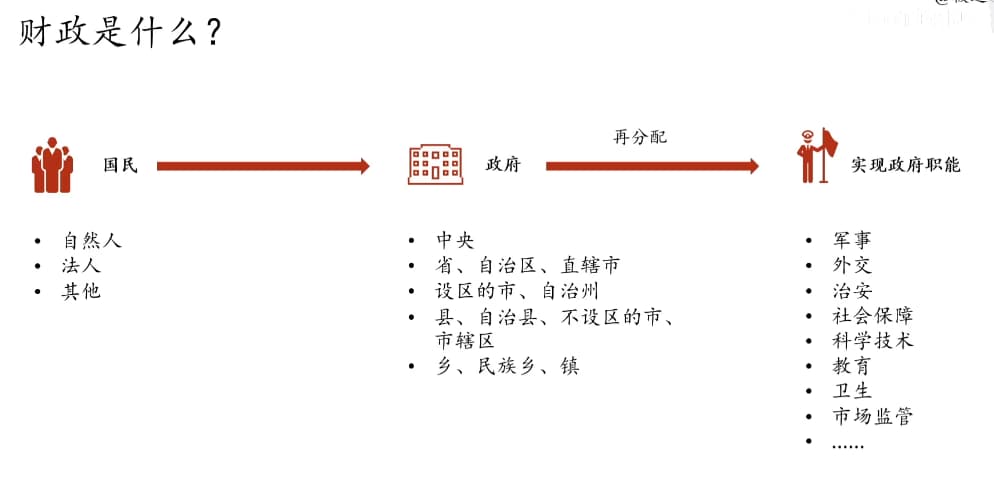 财政是什么?
国民
政府
再分配
实现政府职能
• 自然人
• 法人
• 其他
• 中央
• 省、自治区、直辖市
• 设区的市、自治州
• 县、自治县、不设区的市、
市辖区
• 乡、民族乡、镇
• 军事
• 外交
• 治安
• 社会保障
• 科学技术
• 教育
• 卫生
• 市场监管
• ……